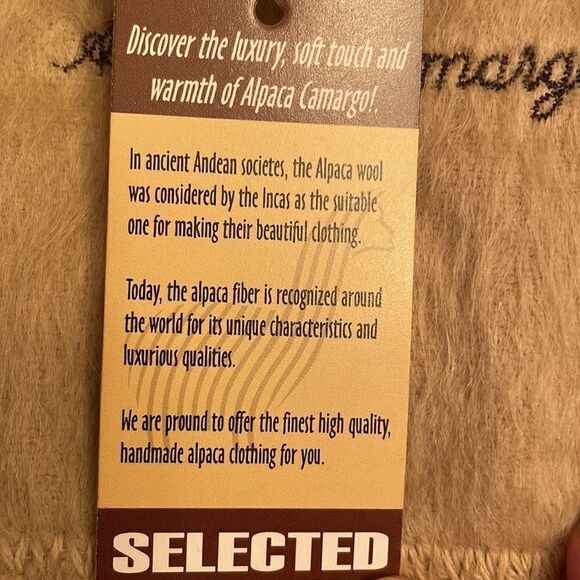 Discover the luxury, soft touch and
warmth of Alpaca Camargo!.
In ancient Andean societes, the Alpaca wool
was considered by the Incas as the suitable
one for making their beautiful clothing.
Today, the alpaca fiber is recognized around
the world for its unique characteristics and
luxurious qualities.
We are pround to offer the finest high quality,
handmade alpaca clothing for you.
SELECTED